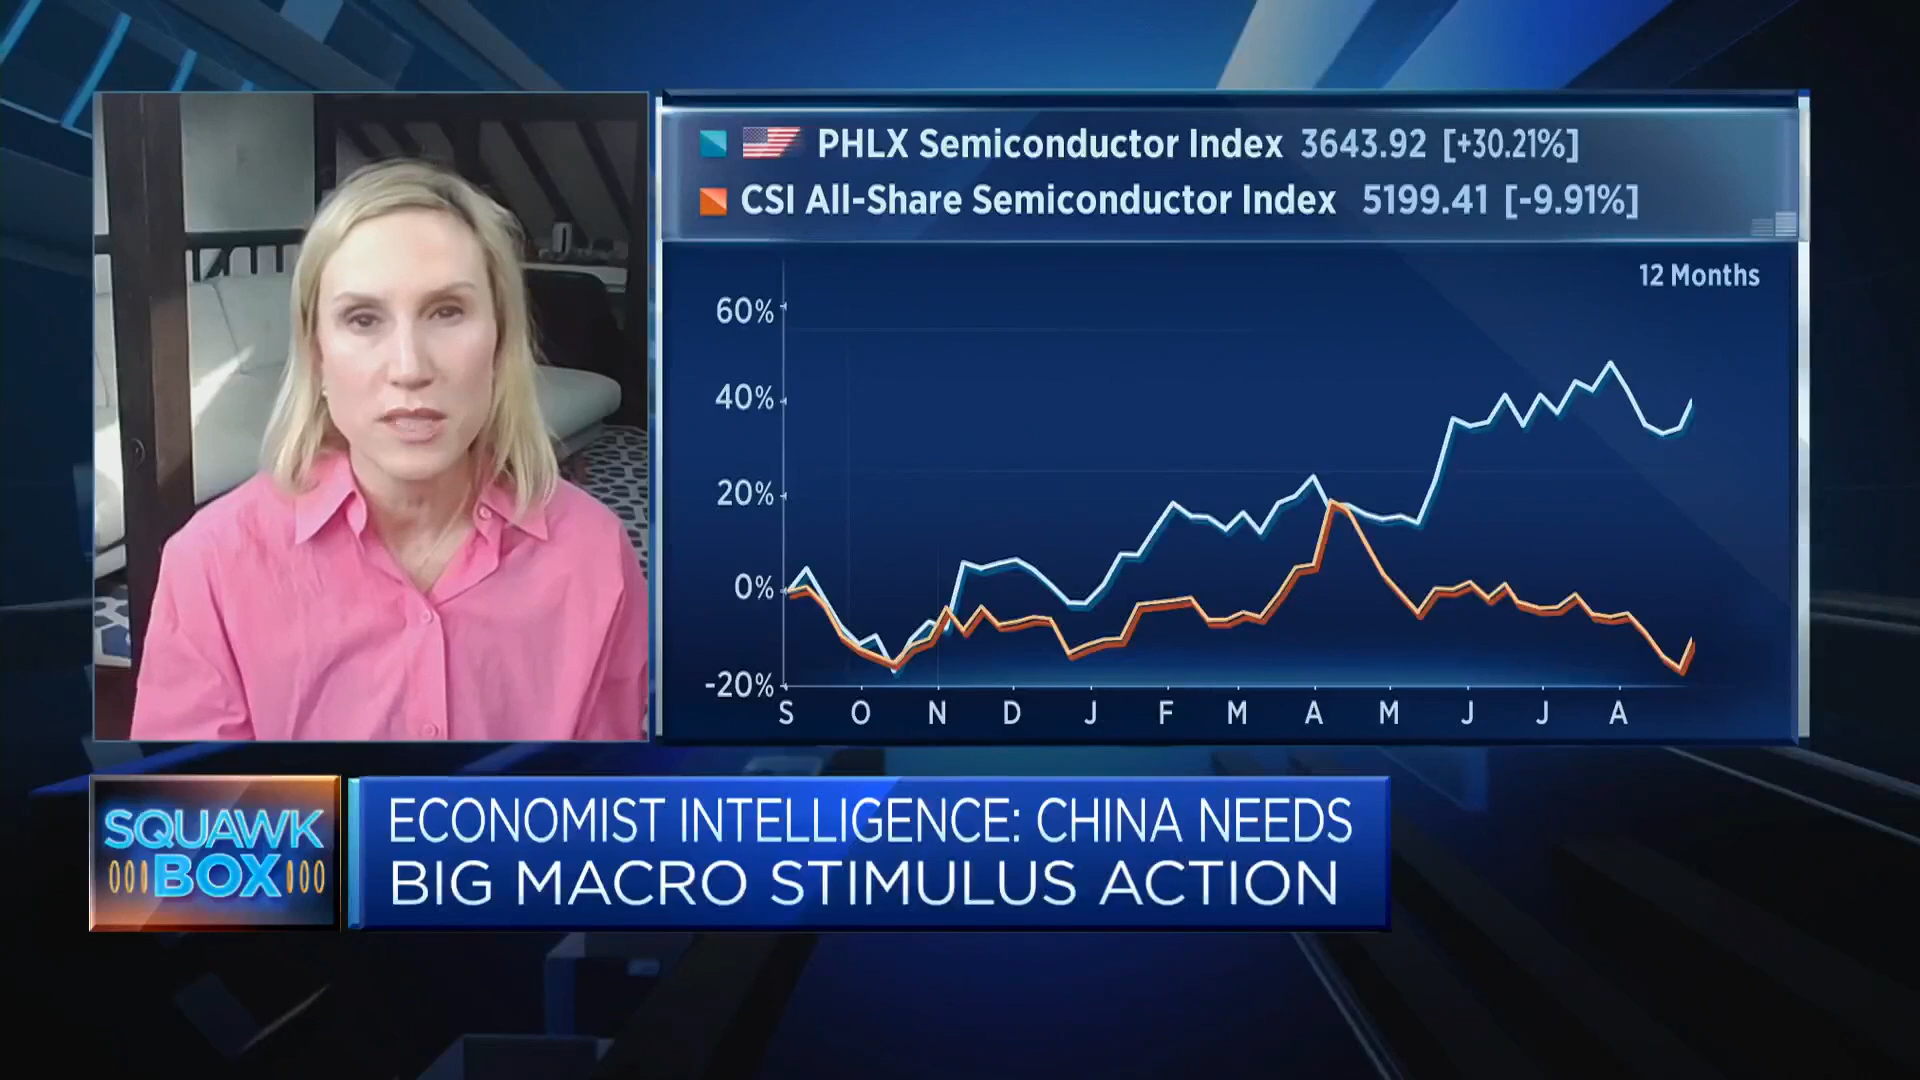 PHLX Semiconductor Index 3643.92 [+30.21%]
CSI All-Share Semiconductor Index 5199.41 [-9.91%]
12 Months
60%
40%
20%
0%
-20%
S O N D J F M A M J J A
SQUAWK
BOX
ECONOMIST INTELLIGENCE: CHINA NEEDS
BIG MACRO STIMULUS ACTION